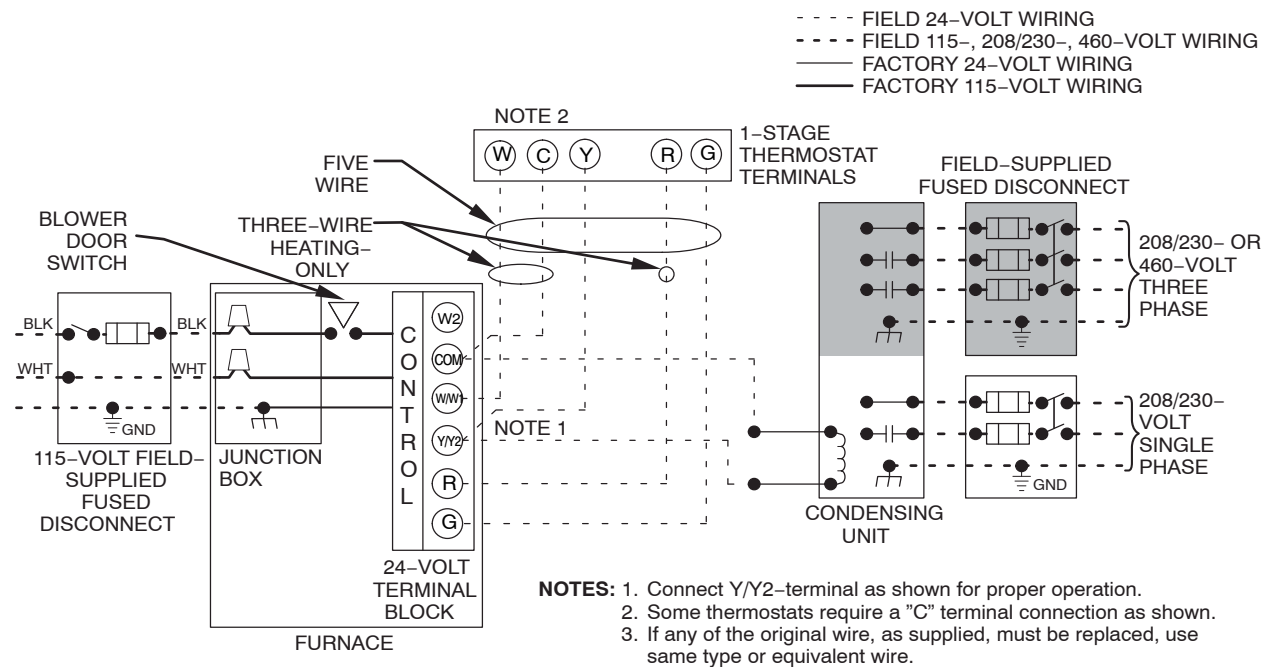 FIELD 24–VOLT WIRING
FIELD 115–, 208/230–, 460–VOLT WIRING
FACTORY 24–VOLT WIRING
FACTORY 115–VOLT WIRING
NOTE 2
W C Y R G
1–STAGE
THERMOSTAT
TERMINALS
FIVE
WIRE
THREE–WIRE
HEATING–
ONLY
BLOWER
DOOR
SWITCH
FIELD–SUPPLIED
FUSED DISCONNECT
208/230– OR
460–VOLT
THREE
PHASE
BLK
BLK
WHT
WHT
GND
115–VOLT FIELD–
SUPPLIED
FUSED
DISCONNECT
JUNCTION
BOX
C
O
N
T
R
O
L
W2
COM
W/W1
Y/Y2
R
G
NOTE 1
24–VOLT
TERMINAL
BLOCK
FURNACE
208/230–
VOLT
SINGLE
PHASE
GND
CONDENSING
UNIT
NOTES: 1. Connect Y/Y2–terminal as shown for proper operation.
2. Some thermostats require a ”C” terminal connection as shown.
3. If any of the original wire, as supplied, must be replaced, use
same type or equivalent wire.